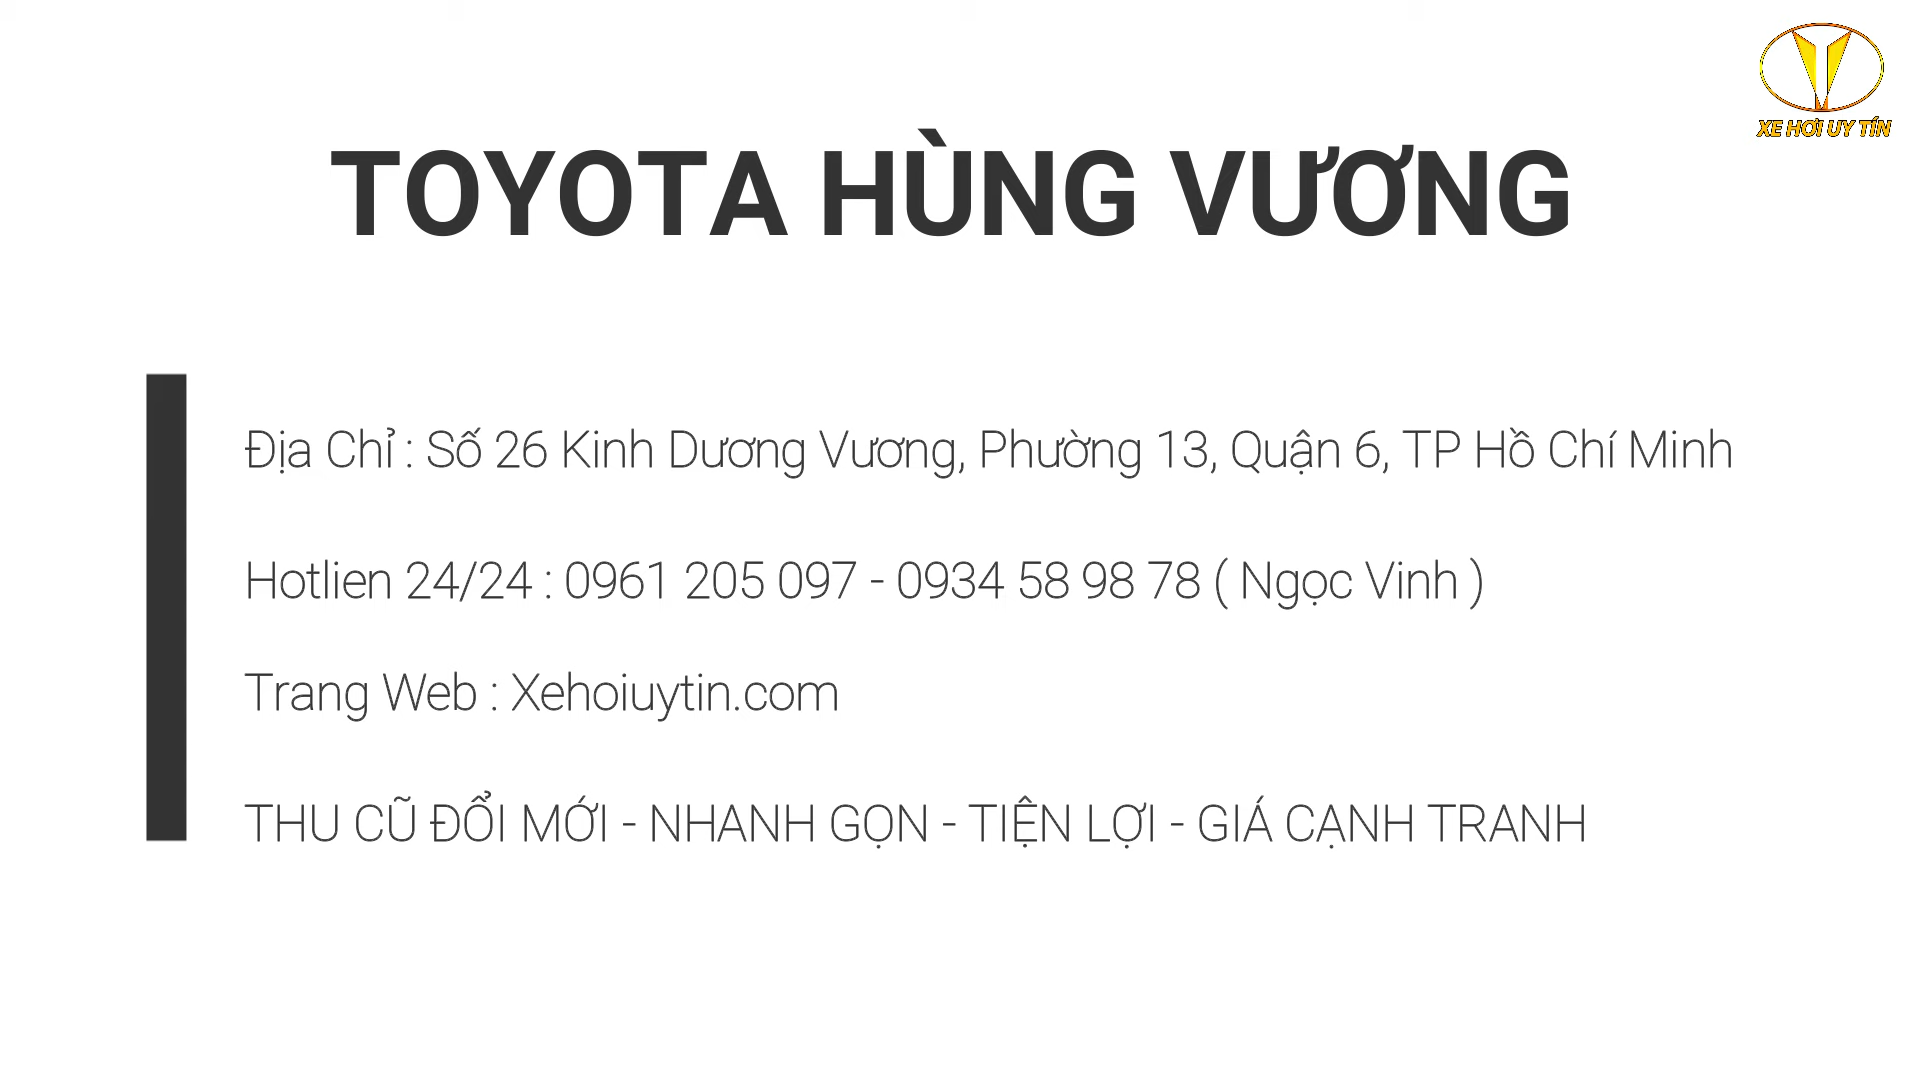 XE HƠI UY TÍN
TOYOTA HÙNG VƯƠNG
Địa Chỉ : Số 26 Kinh Dương Vương, Phường 13, Quận 6, TP Hồ Chí Minh
Hotlien 24/24 : 0961 205 097 - 0934 58 98 78 ( Ngọc Vinh )
Trang Web : Xehoiuytin.com
THU CŨ ĐỔI MỚI - NHANH GỌN - TIỆN LỢI - GIÁ CẠNH TRANH